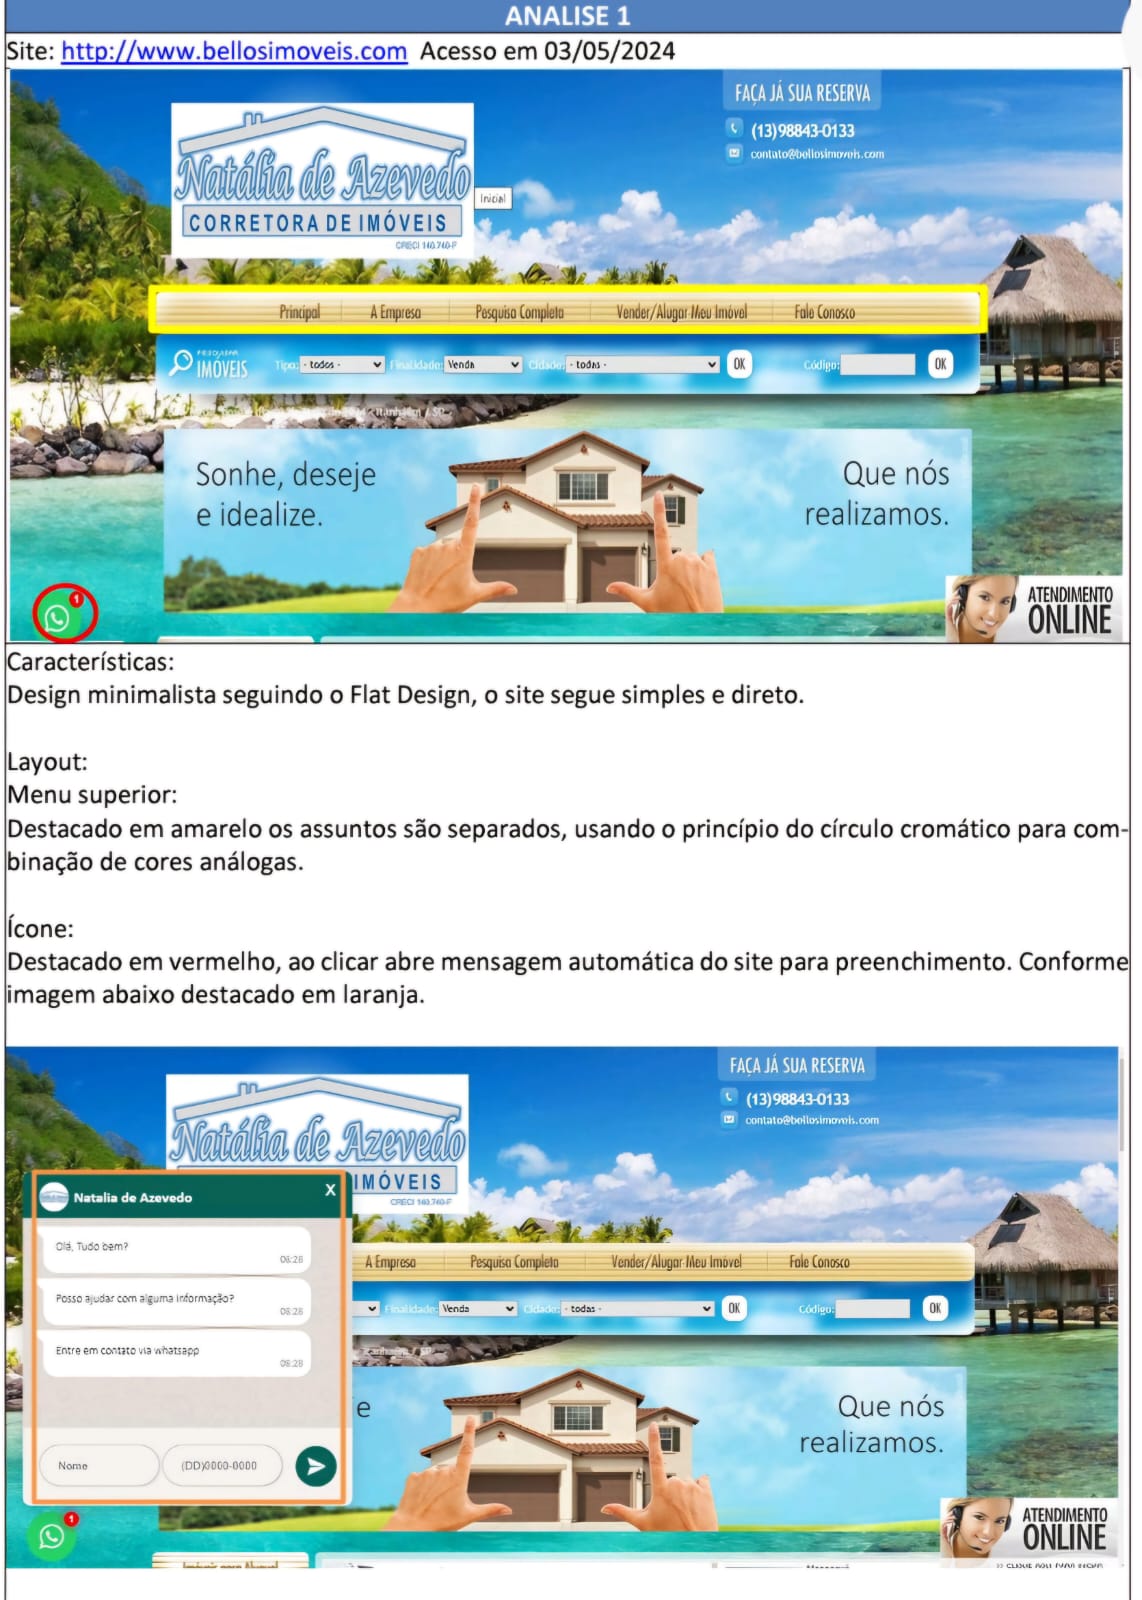 ANALISE 1
Site: http://www.bellosimoveis.com Acesso em 03/05/2024
FAÇA JÁ SUA RESERVA
(13)98843-0133
contato@bellosimoveis.com
Natália de Azevedo
CORRETORA DE IMÓVEIS
CRECI 140.740-F
Inicial
Principal A Empresa Pesquisa Completa Vender/Alugar Meu Imóvel Fale Conosco
PESQUISAR
IMÓVEIS
Tipo: - todos - Finalidade: Venda Cidade: - todas - OK Código: OK
Itanhaém / SP
Sonhe, deseje
e idealize.
Que nós
realizamos.
1
ATENDIMENTO
ONLINE
Características:
Design minimalista seguindo o Flat Design, o site segue simples e direto.
Layout:
Menu superior:
Destacado em amarelo os assuntos são separados, usando o princípio do círculo cromático para com-
binação de cores análogas.
Ícone:
Destacado em vermelho, ao clicar abre mensagem automática do site para preenchimento. Conforme
imagem abaixo destacado em laranja.
FAÇA JÁ SUA RESERVA
(13)98843-0133
contato@bellosimoveis.com
Natália de Azevedo
IMÓVEIS
Natalia de Azevedo X
Olá, Tudo bem?
08:28
Posso ajudar com alguma informação?
08:28
Entre em contato via whatsapp
08:28
Nome (DD)0000-0000
A Empresa Pesquisa Completa Vender/Alugar Meu Imóvel Fale Conosco
Finalidade: Venda Cidade: - todas - OK Código: OK
e
Que nós
realizamos.
1
ATENDIMENTO
ONLINE
Imóveis para Aluguel